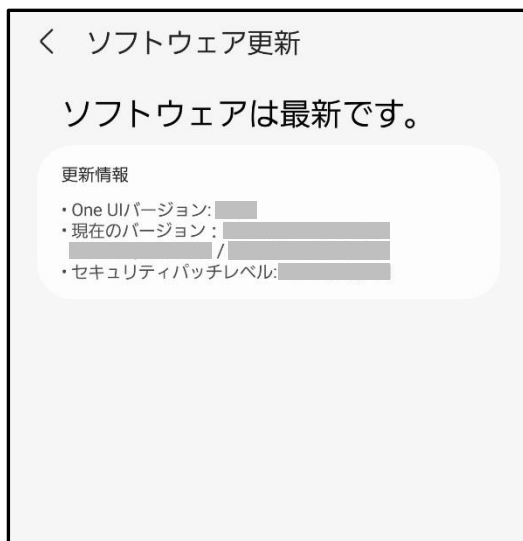 ソフトウェア更新
ソフトウェアは最新です。
更新情報
・One UIバージョン:
・現在のバージョン :
/
・セキュリティパッチレベル: